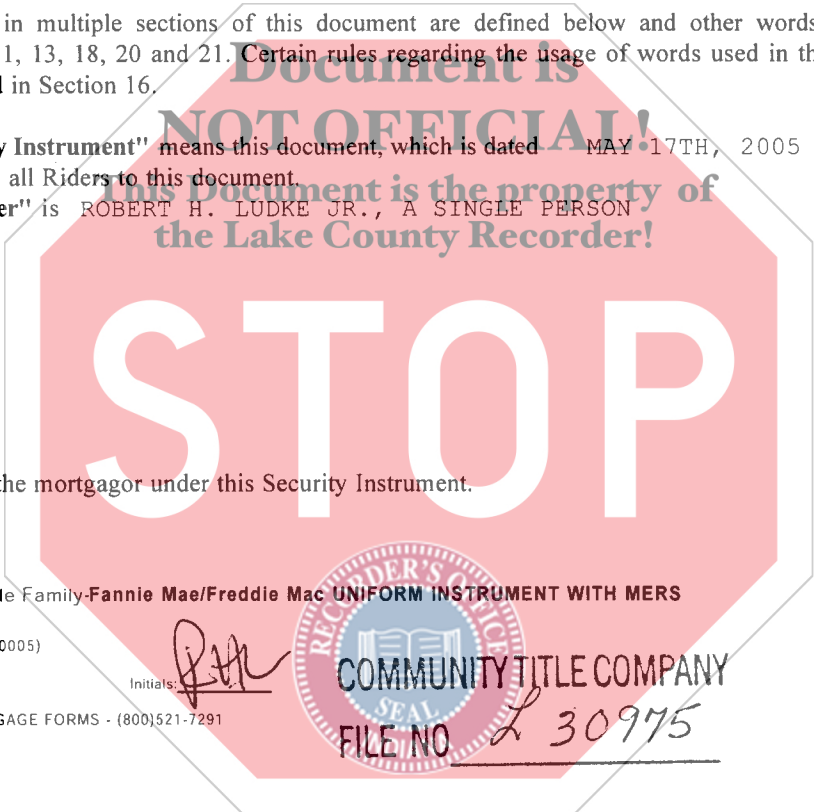 in multiple sections of this document are defined below and other words
1, 13, 18, 20 and 21. Certain rules regarding the usage of words used in th
in Section 16.
Document is
NOT OFFICIAL!
This Document is the property of
the Lake County Recorder!
y Instrument" means this document, which is dated MAY 17TH, 2005
all Riders to this document.
er" is ROBERT H. LUDKE JR., A SINGLE PERSON
STOP
the mortgagor under this Security Instrument.
le Family-Fannie Mae/Freddie Mac UNIFORM INSTRUMENT WITH MERS
0005)
Initials: RHL
GAGE FORMS - (800)521-7291
RECORDER'S OFFICE
SEAL
INDIANA
COMMUNITY TITLE COMPANY
FILE NO L 30975